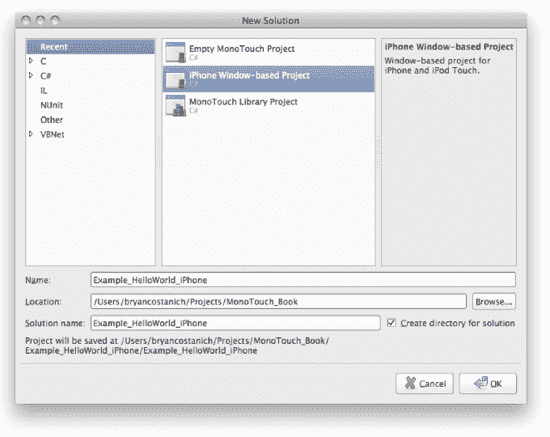 New Solution
Recent
C
C#
IL
NUnit
Other
VBNet
Empty MonoTouch Project
C#
iPhone Window-based Project
C#
MonoTouch Library Project
C#
iPhone Window-based Project
Window-based project for
iPhone and iPod Touch.
Name: Example_HelloWorld_iPhone
Location: /Users/bryancostanich/Projects/MonoTouch_Book Browse...
Solution name: Example_HelloWorld_iPhone Create directory for solution
Project will be saved at /Users/bryancostanich/Projects/MonoTouch_Book/
Example_HelloWorld_iPhone/Example_HelloWorld_iPhone
Cancel OK